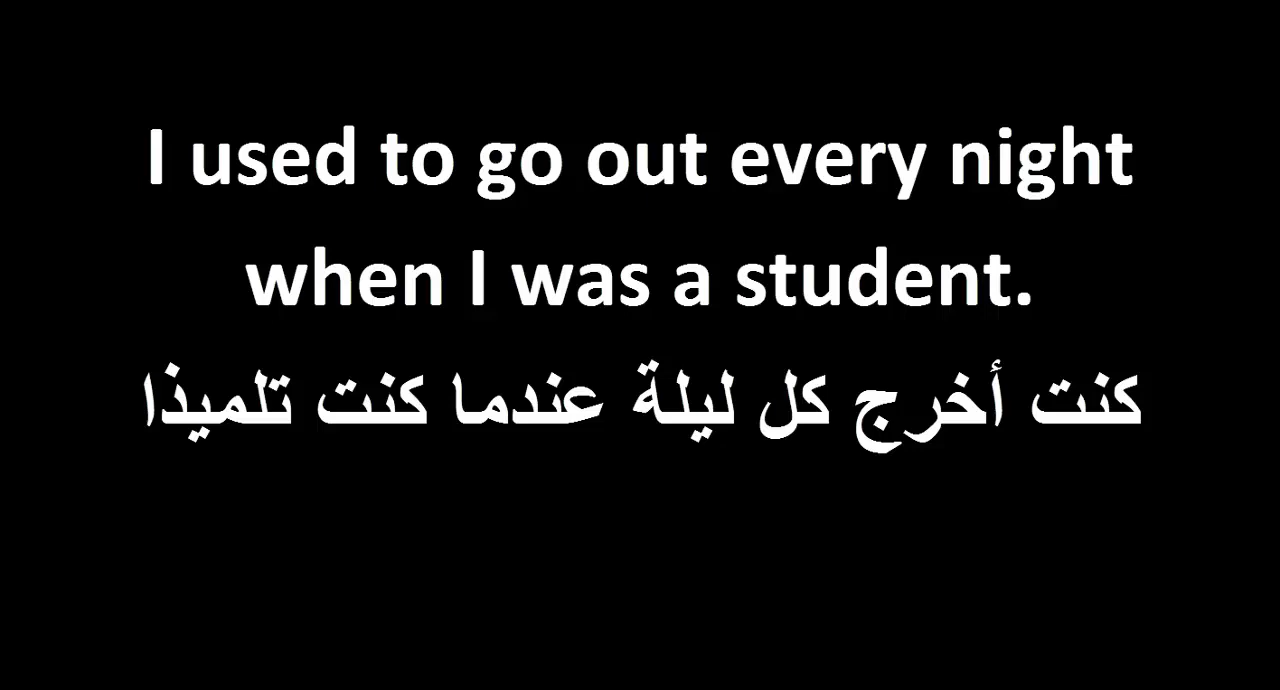 I used to go out every night
when I was a student.
كنت أخرج كل ليلة عندما كنت تلميذا